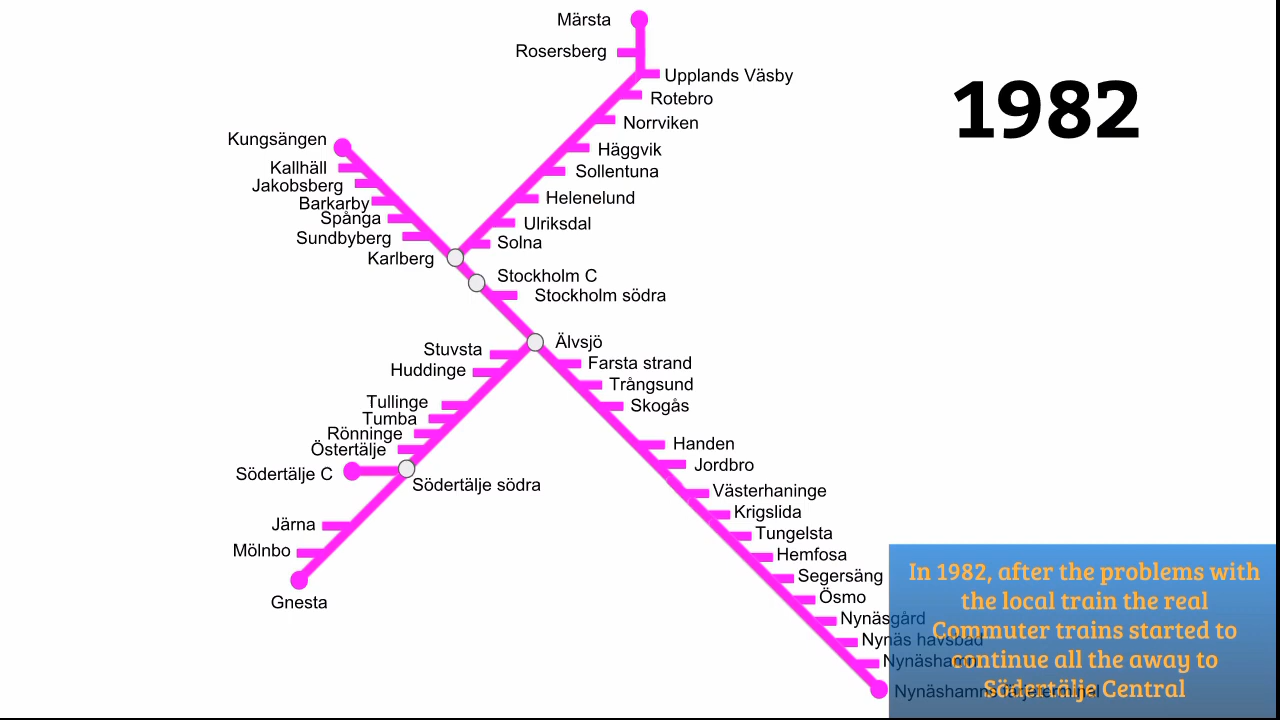 Märsta
Rosersberg
Upplands Väsby
1982
Rotebro
Norrviken
Kungsängen
Häggvik
Kallhäll
Sollentuna
Jakobsberg
Helenelund
Barkarby
Spånga
Ulriksdal
Sundbyberg
Solna
Karlberg
Stockholm C
Stockholm södra
Älvsjö
Stuvsta
Farsta strand
Huddinge
Trångsund
Tullinge
Skogås
Tumba
Rönninge
Handen
Östertälje
Jordbro
Södertälje C
Södertälje södra
Västerhaninge
Krigslida
Järna
Tungelsta
Mölnbo
Hemfosa
Segersäng
Gnesta
Ösmo
Nynäsgård
Nynäs havsbad
Nynäshamn
Nynäshamns färjeterminal
In 1982, after the problems with
the local train the real
Commuter trains started to
continue all the away to
Södertälje Central